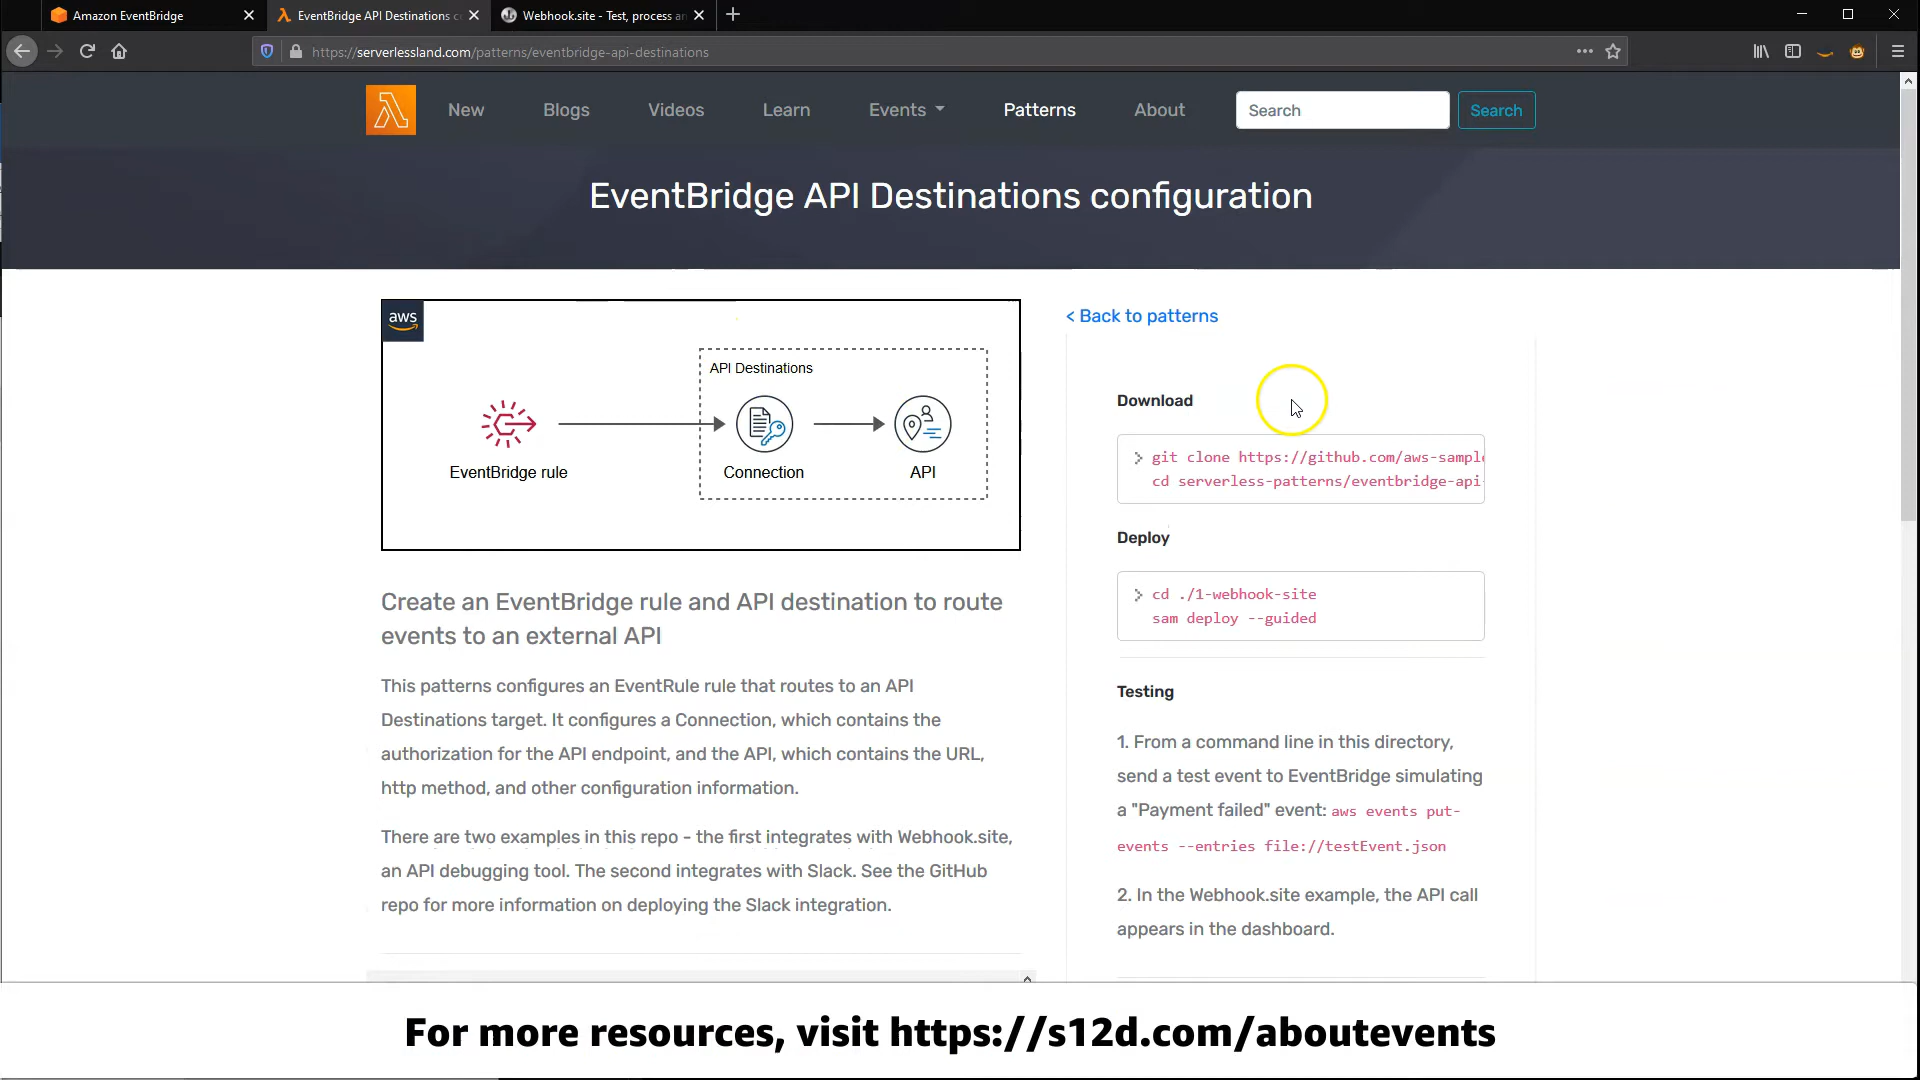 Amazon EventBridge
EventBridge API Destinations c
Webhook.site - Test, process an
https://serverlessland.com/patterns/eventbridge-api-destinations
New
Blogs
Videos
Learn
Events
Patterns
About
Search
Search
EventBridge API Destinations configuration
aws
API Destinations
EventBridge rule
Connection
API
Create an EventBridge rule and API destination to route
events to an external API
This patterns configures an EventRule rule that routes to an API
Destinations target. It configures a Connection, which contains the
authorization for the API endpoint, and the API, which contains the URL,
http method, and other configuration information.
There are two examples in this repo - the first integrates with Webhook.site,
an API debugging tool. The second integrates with Slack. See the GitHub
repo for more information on deploying the Slack integration.
< Back to patterns
Download
git clone https://github.com/aws-sample
cd serverless-patterns/eventbridge-api-
Deploy
cd ./1-webhook-site
sam deploy --guided
Testing
1. From a command line in this directory,
send a test event to EventBridge simulating
a "Payment failed" event: aws events put-
events --entries file://testEvent.json
2. In the Webhook.site example, the API call
appears in the dashboard.
For more resources, visit https://s12d.com/aboutevents